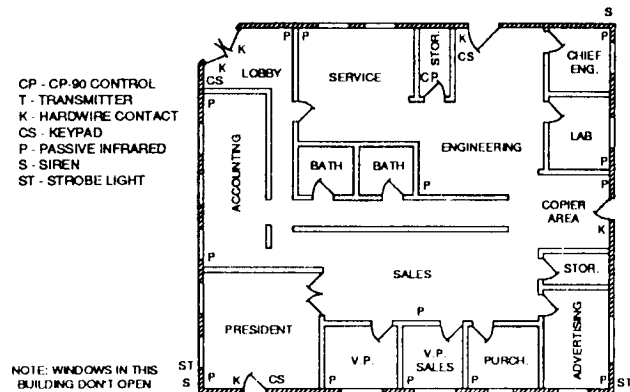 S
K
K
CS
LOBBY
P
P
SERVICE
STOR.
CP
K
CS
P
CHIEF
ENG.
LAB
P
CP - CP-90 CONTROL
T - TRANSMITTER
K - HARDWIRE CONTACT
CS - KEYPAD
P - PASSIVE INFRARED
S - SIREN
ST - STROBE LIGHT
P
ACCOUNTING
P
BATH
BATH
ENGINEERING
P
P
COPIER
AREA
K
SALES
P
STOR.
ADVERTISING
P
PRESIDENT
P
K
CS
V.P.
P
V.P.
SALES
P
PURCH.
P
ST
S
ST
NOTE: WINDOWS IN THIS
BUILDING DON'T OPEN